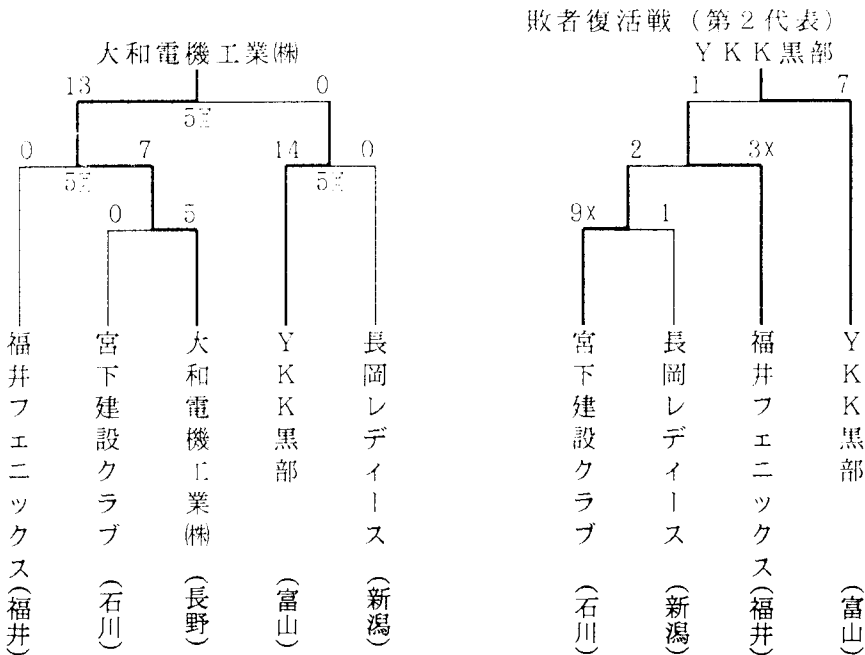 敗者復活戦（第2代表）
大和電機工業㈱
YKK黒部
13
0
5回
1
7
0
7
5回
14
0
5回
2
3x
0
5
9x
1
福井フェニックス（福井）
宮下建設クラブ（石川）
大和電機工業㈱（長野）
YKK黒部（富山）
長岡レディース（新潟）
宮下建設クラブ（石川）
長岡レディース（新潟）
福井フェニックス（福井）
YKK黒部（富山）